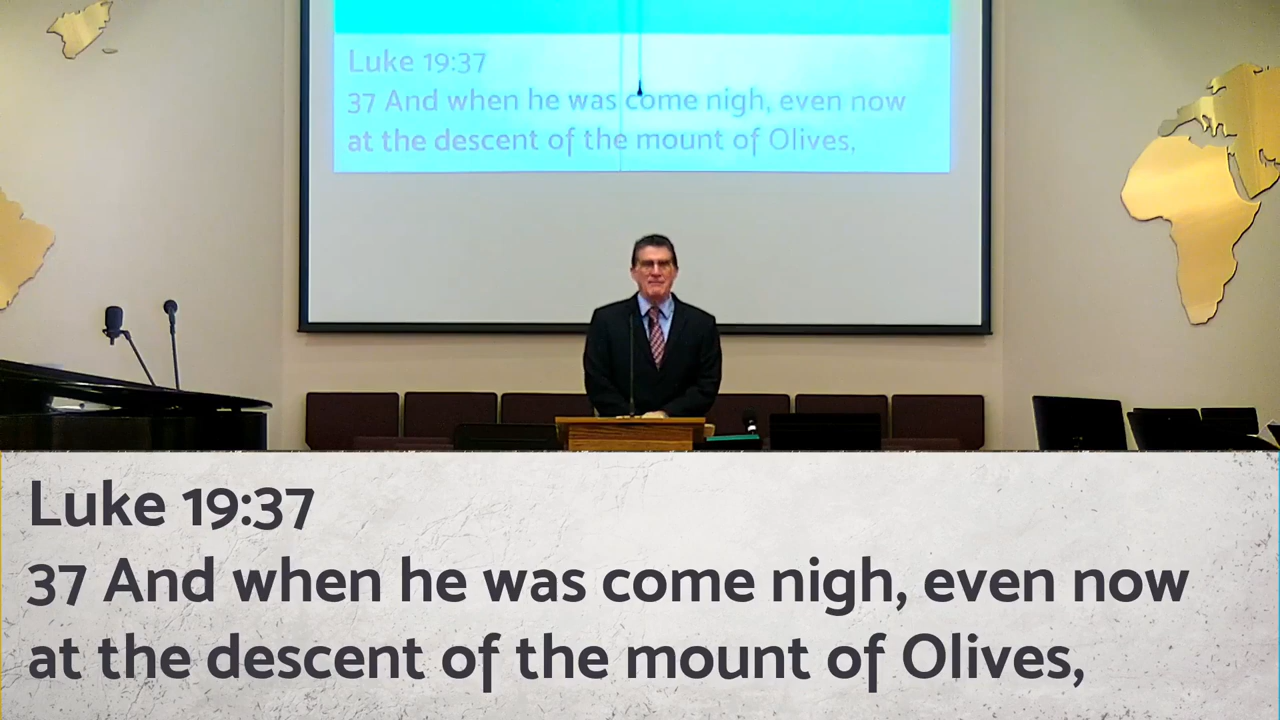 Luke 19:37
37 And when he was come nigh, even now
at the descent of the mount of Olives,
Luke 19:37
37 And when he was come nigh, even now
at the descent of the mount of Olives,